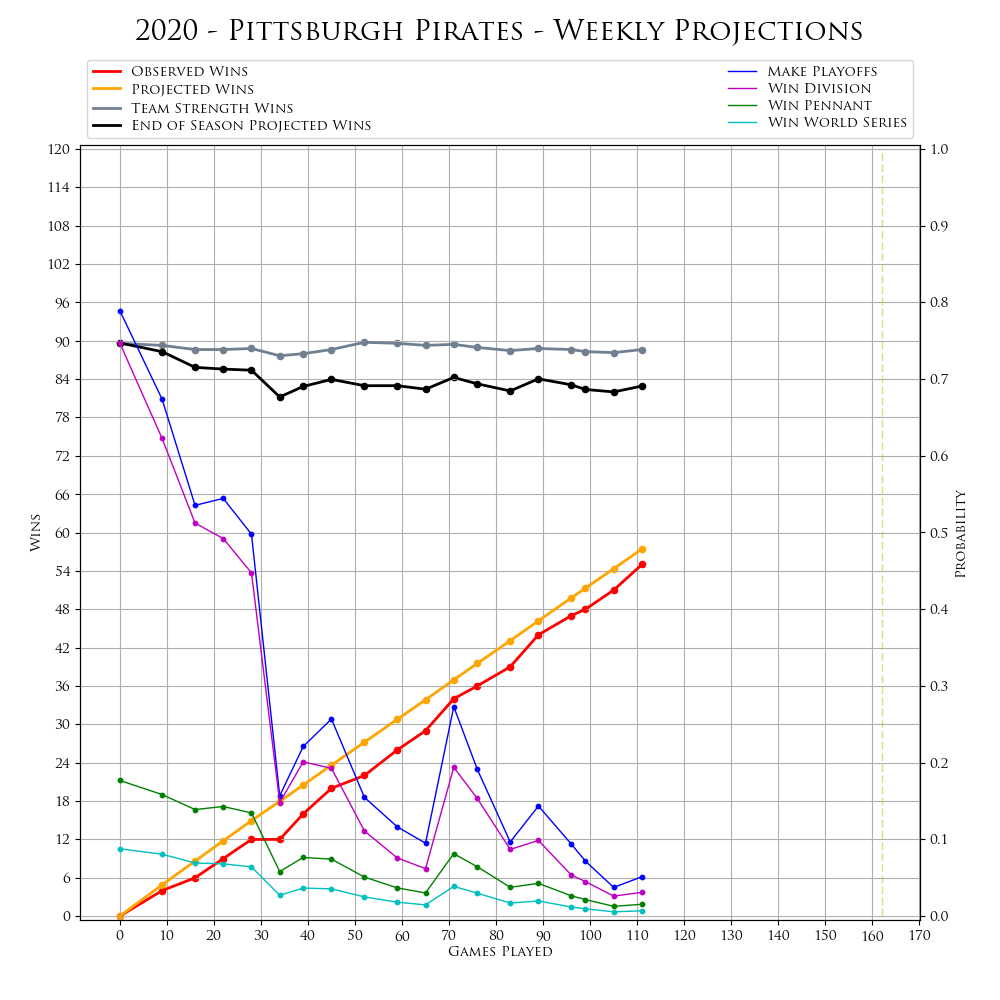 2020 - Pittsburgh Pirates - Weekly Projections
Observed Wins
Projected Wins
Team Strength Wins
End of Season Projected Wins
Make Playoffs
Win Division
Win Pennant
Win World Series
120
114
108
102
96
90
84
78
72
66
60
54
48
42
36
30
24
18
12
6
0
Wins
1.0
0.9
0.8
0.7
0.6
0.5
0.4
0.3
0.2
0.1
0.0
Probability
0 10 20 30 40 50 60 70 80 90 100 110 120 130 140 150 160 170
Games Played